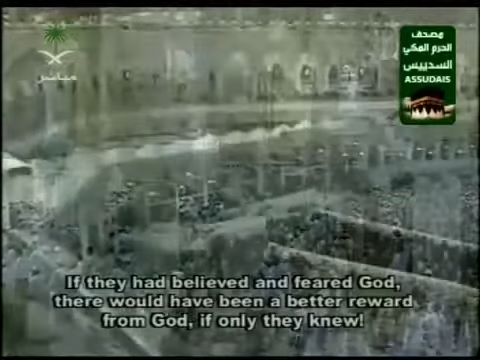 مباشر
مصحف
الحرم المكي
السديس
ASSUDAIS
If they had believed and feared God,
there would have been a better reward
from God, if only they knew!